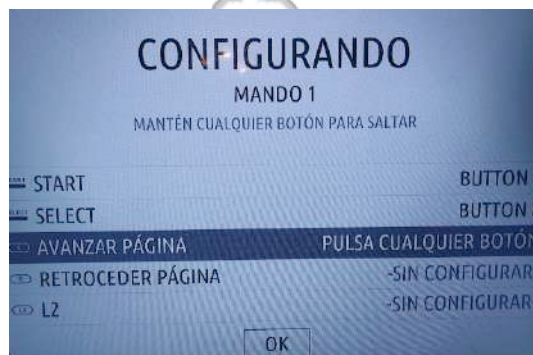 CONFIGURANDO
MANDO 1
MANTÉN CUALQUIER BOTÓN PARA SALTAR
START BUTTON
SELECT BUTTON
AVANZAR PÁGINA PULSA CUALQUIER BOTÓN
RETROCEDER PÁGINA -SIN CONFIGURAR
L2 -SIN CONFIGURAR
OK